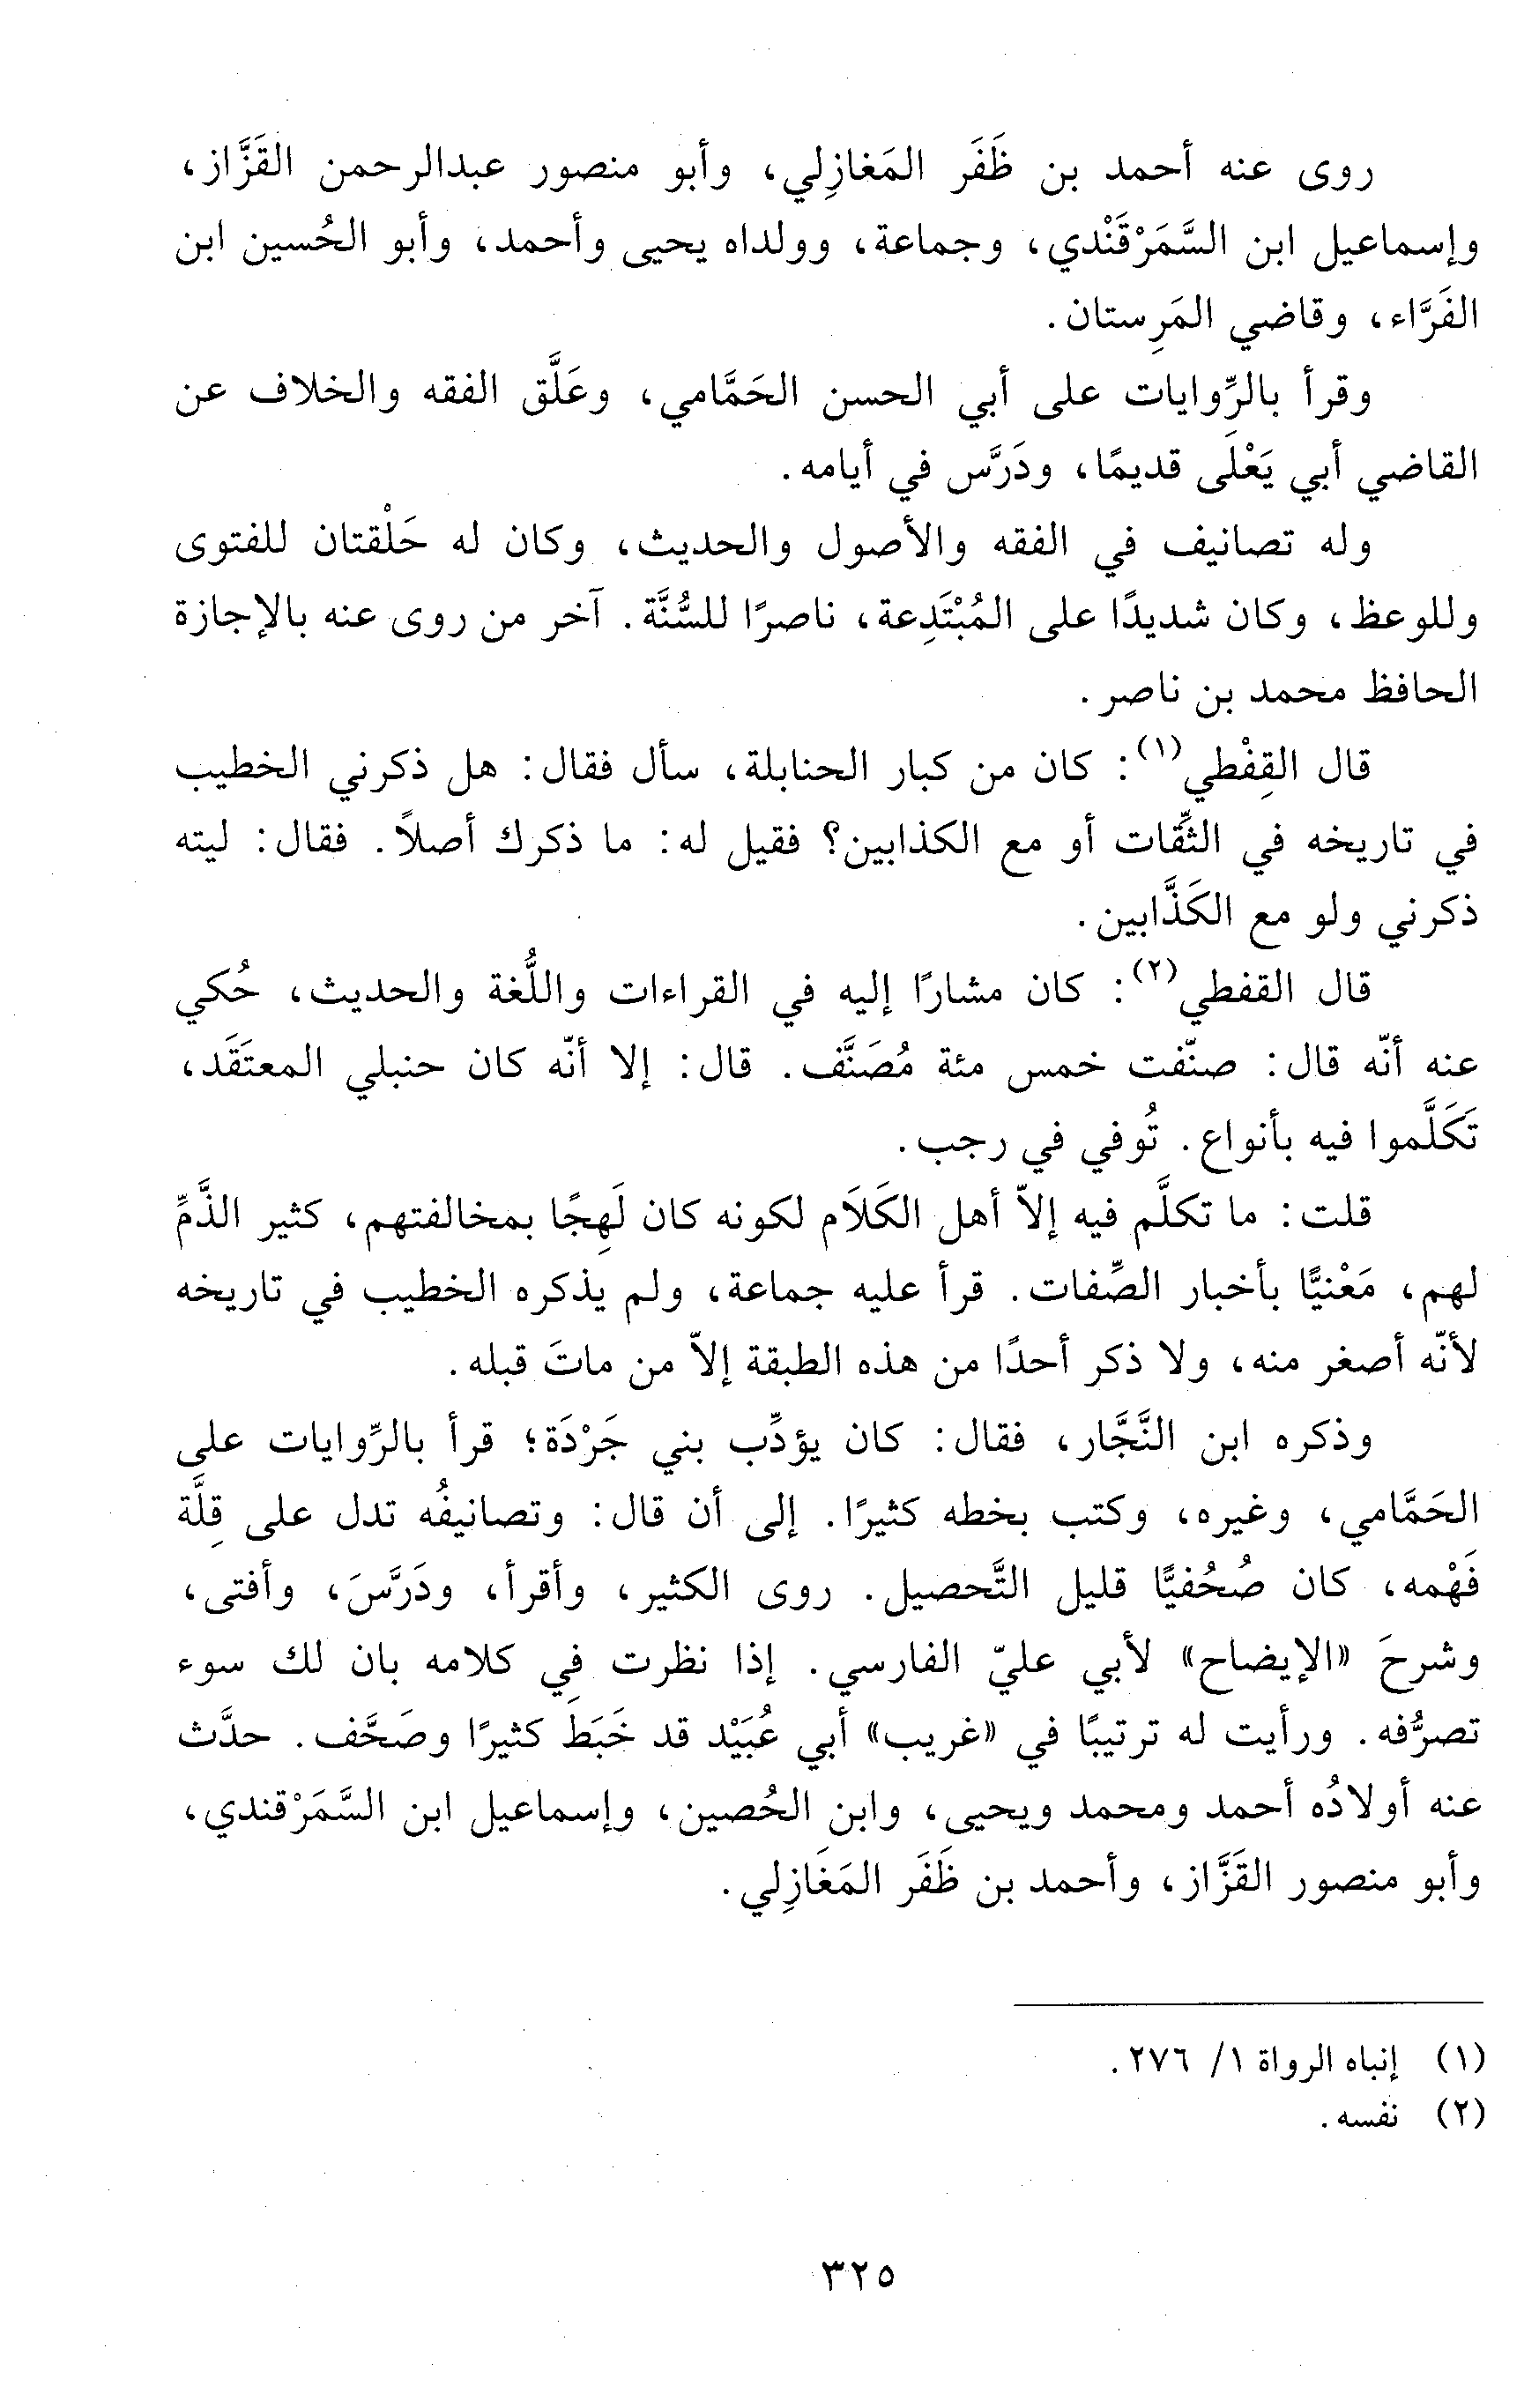 روى عنه أحمد بن ظَفَر المَغازِلي، وأبو منصور عبدالرحمن القَزَّاز،
وإسماعيل ابن السَّمَرْقَنْدي، وجماعة، وولداه يحيى وأحمد، وأبو الحُسين ابن
الفَرَّاء، وقاضي المَرِستان.
وقرأ بالرِّوايات على أبي الحسن الحَمَّامي، وعَلَّق الفقه والخلاف عن
القاضي أبي يَعْلَى قديمًا، ودَرَّس في أيامه.
وله تصانيف في الفقه والأصول والحديث، وكان له حَلْقتان للفتوى
وللوعظ، وكان شديدًا على المُبْتَدِعة، ناصرًا للسُّنَّة. آخر من روى عنه بالإجازة
الحافظ محمد بن ناصر.
قال القِفْطي(١): كان من كبار الحنابلة، سأل فقال: هل ذكرني الخطيب
في تاريخه في الثِّقات أو مع الكذابين؟ فقيل له: ما ذكرك أصلاً. فقال: ليته
ذكرني ولو مع الكَذَّابين.
قال القفطي(٢): كان مشارًا إليه في القراءات واللُّغة والحديث، حُكي
عنه أنّه قال: صنّفت خمس مئة مُصَنَّف. قال: إلا أنّه كان حنبلي المعتَقَد،
تَكَلَّموا فيه بأنواع. تُوفي في رجب.
قلت: ما تكلَّم فيه إلاّ أهل الكَلَام لكونه كان لَهِجًا بمخالفتهم، كثير الذَّمِّ
لهم، مَعْنيًّا بأخبار الصِّفات. قرأ عليه جماعة، ولم يذكره الخطيب في تاريخه
لأنّه أصغر منه، ولا ذكر أحدًا من هذه الطبقة إلاّ من ماتَ قبله.
وذكره ابن النَّجَّار، فقال: كان يؤدِّب بني جَرْدَة؛ قرأ بالرِّوايات على
الحَمَّامي، وغيره، وكتب بخطه كثيرًا. إلى أن قال: وتصانيفُه تدل على قِلَّة
فَهْمه، كان صُحُفيًّا قليل التَّحصيل. روى الكثير، وأقرأ، ودَرَّسَ، وأفتى،
وشرحَ «الإيضاح» لأبي عليّ الفارسي. إذا نظرت فِي كلامه بان لك سوء
تصرُّفه. ورأيت له ترتيبًا في «غريب» أبي عُبَيْد قد خَبَطَ كثيرًا وصَحَّف. حدَّث
عنه أولادُه أحمد ومحمد ويحيى، وابن الحُصين، وإسماعيل ابن السَّمَرْقندي،
وأبو منصور القَزَّاز، وأحمد بن ظَفَر المَغَازِلي.
(١) إنباه الرواة ١/ ٢٧٦.
(٢) نفسه.
٣٢٥